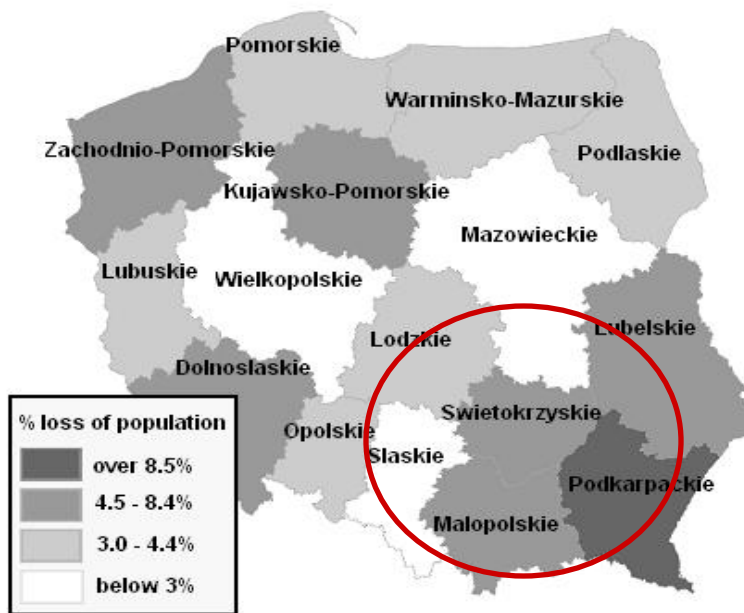 Pomorskie
Warminsko-Mazurskie
Zachodnio-Pomorskie
Podlaskie
Kujawsko-Pomorskie
Mazowieckie
Lubuskie
Wielkopolskie
Lodzkie
Lubelskie
Dolnoslaskie
Swietokrzyskie
Opolskie
Slaskie
Podkarpackie
Malopolskie
% loss of population
over 8.5%
4.5 - 8.4%
3.0 - 4.4%
below 3%